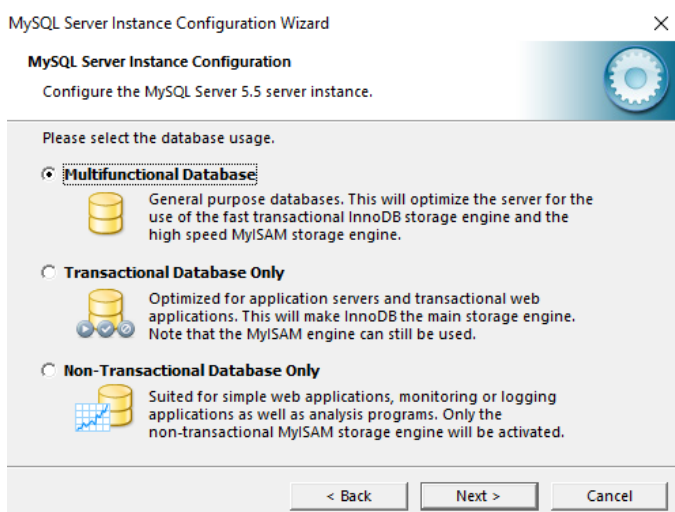 MySQL Server Instance Configuration Wizard
MySQL Server Instance Configuration
Configure the MySQL Server 5.5 server instance.
Please select the database usage.
Multifunctional Database
General purpose databases. This will optimize the server for the
use of the fast transactional InnoDB storage engine and the
high speed MyISAM storage engine.
Transactional Database Only
Optimized for application servers and transactional web
applications. This will make InnoDB the main storage engine.
Note that the MyISAM engine can still be used.
Non-Transactional Database Only
Suited for simple web applications, monitoring or logging
applications as well as analysis programs. Only the
non-transactional MyISAM storage engine will be activated.
< Back Next > Cancel